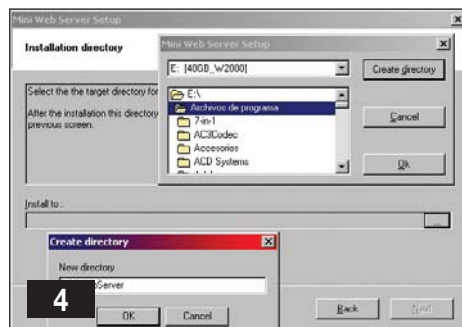 Mini Web Server Setup
Installation directory
Select the the target directory for
After the installation this directory
previous screen.
Mini Web Server Setup
E: [40GB_W2000]
Create directory
E:\
Archivos de programa
7-in-1
AC3Codec
Accesorios
ACD Systems
Cancel
Ok
Install to :
...
Create directory
New directory
OK
Cancel
4
Back
Next